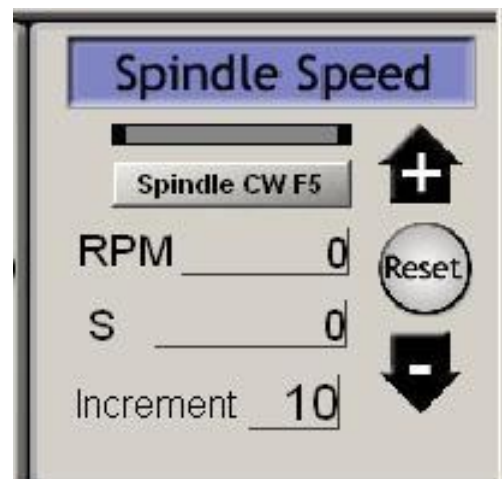 Spindle Speed
Spindle CW F5
+
RPM 0
Reset
S 0
-
Increment 10